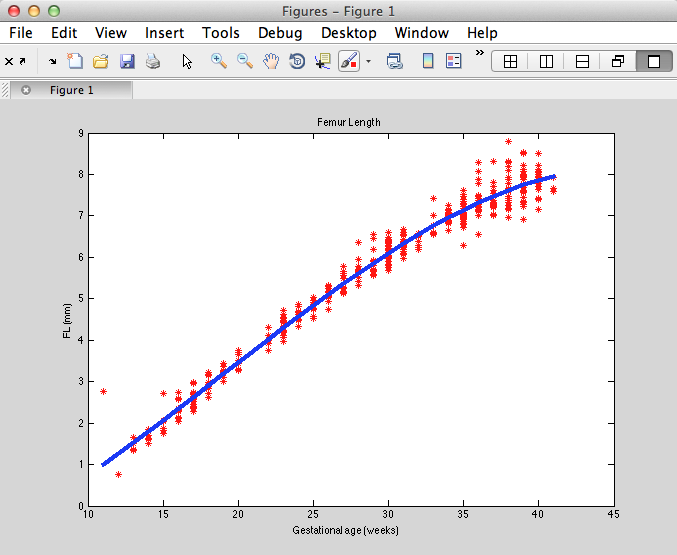 Figures - Figure 1
File Edit View Insert Tools Debug Desktop Window Help
Figure 1
Femur Length
9
8
7
6
5
4
3
2
1
0
FL (mm)
10 15 20 25 30 35 40 45
Gestational age (weeks)